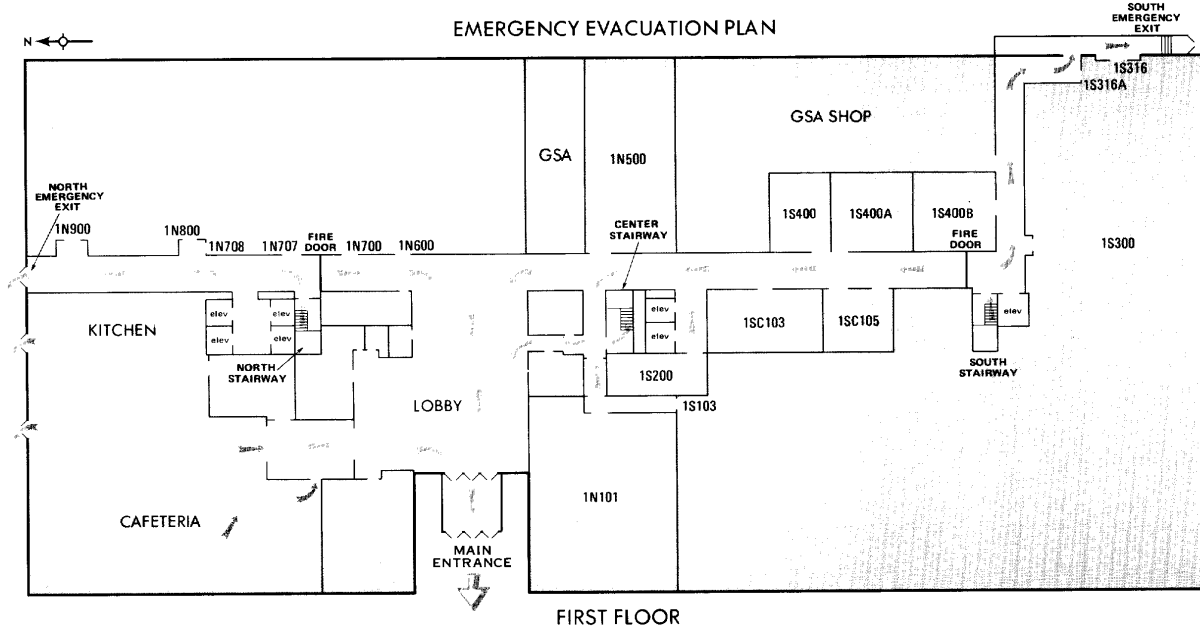 SOUTH
EMERGENCY
EXIT
EMERGENCY EVACUATION PLAN
N
1S316
1S316A
GSA SHOP
GSA
1N500
NORTH
EMERGENCY
EXIT
1N900
1N800
1N708
1N707
FIRE
DOOR
1N700
1N600
CENTER
STAIRWAY
1S400
1S400A
1S400B
FIRE
DOOR
1S300
KITCHEN
elev
elev
elev
elev
NORTH
STAIRWAY
elev
elev
1SC103
1SC105
elev
SOUTH
STAIRWAY
1S200
LOBBY
1S103
1N101
CAFETERIA
MAIN
ENTRANCE
FIRST FLOOR